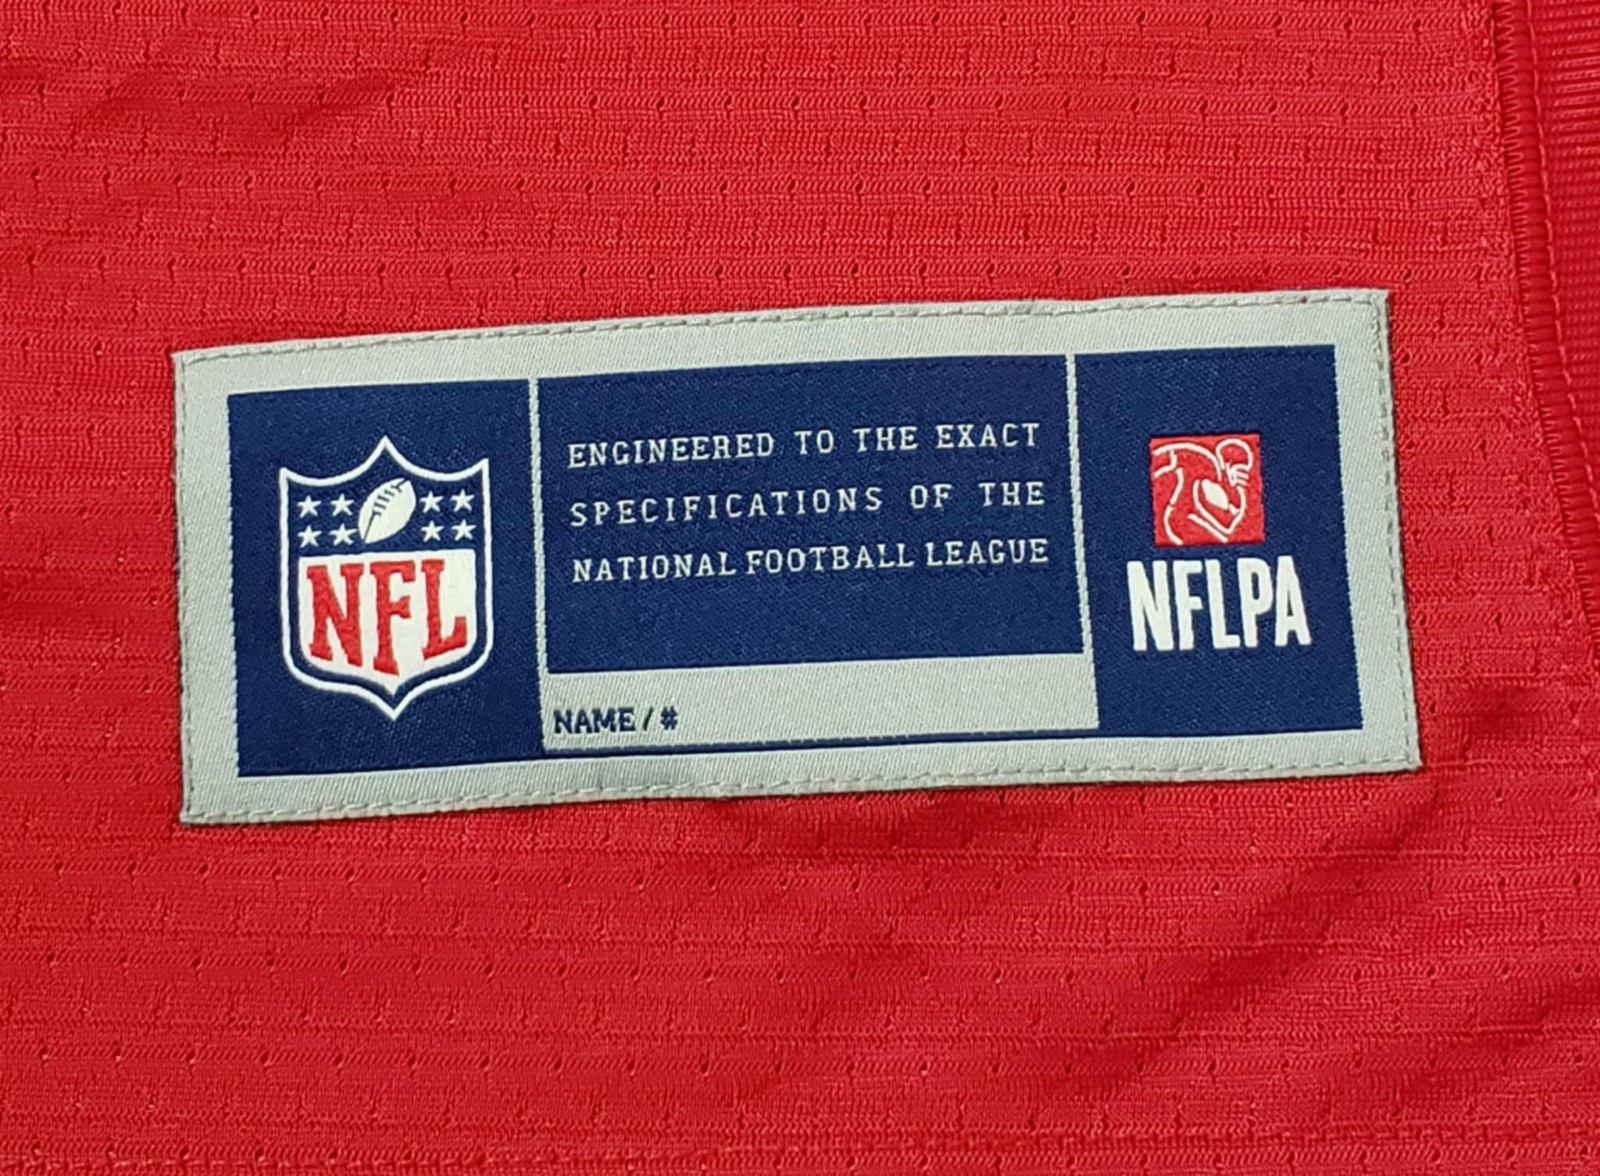 NFL
ENGINEERED TO THE EXACT
SPECIFICATIONS OF THE
NATIONAL FOOTBALL LEAGUE
NAME / #
NFLPA